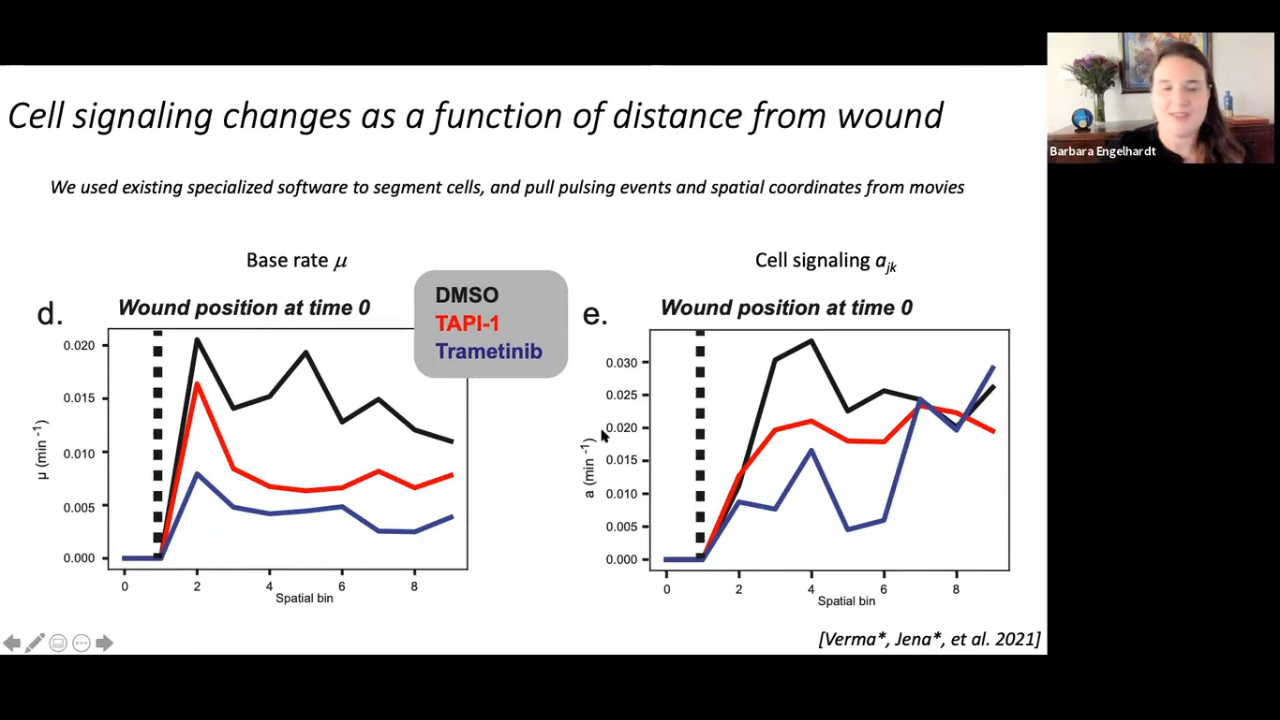 Cell signaling changes as a function of distance from wound
Barbara Engelhardt
We used existing specialized software to segment cells, and pull pulsing events and spatial coordinates from movies
Base rate μ
Cell signaling ajk
DMSO
TAPI-1
Trametinib
d.
Wound position at time 0
0.020
0.015
0.010
0.005
0.000
μ (min -1)
0
2
4
6
8
Spatial bin
e.
Wound position at time 0
0.030
0.025
0.020
0.015
0.010
0.005
0.000
a (min -1)
0
2
4
6
8
Spatial bin
[Verma*, Jena*, et al. 2021]